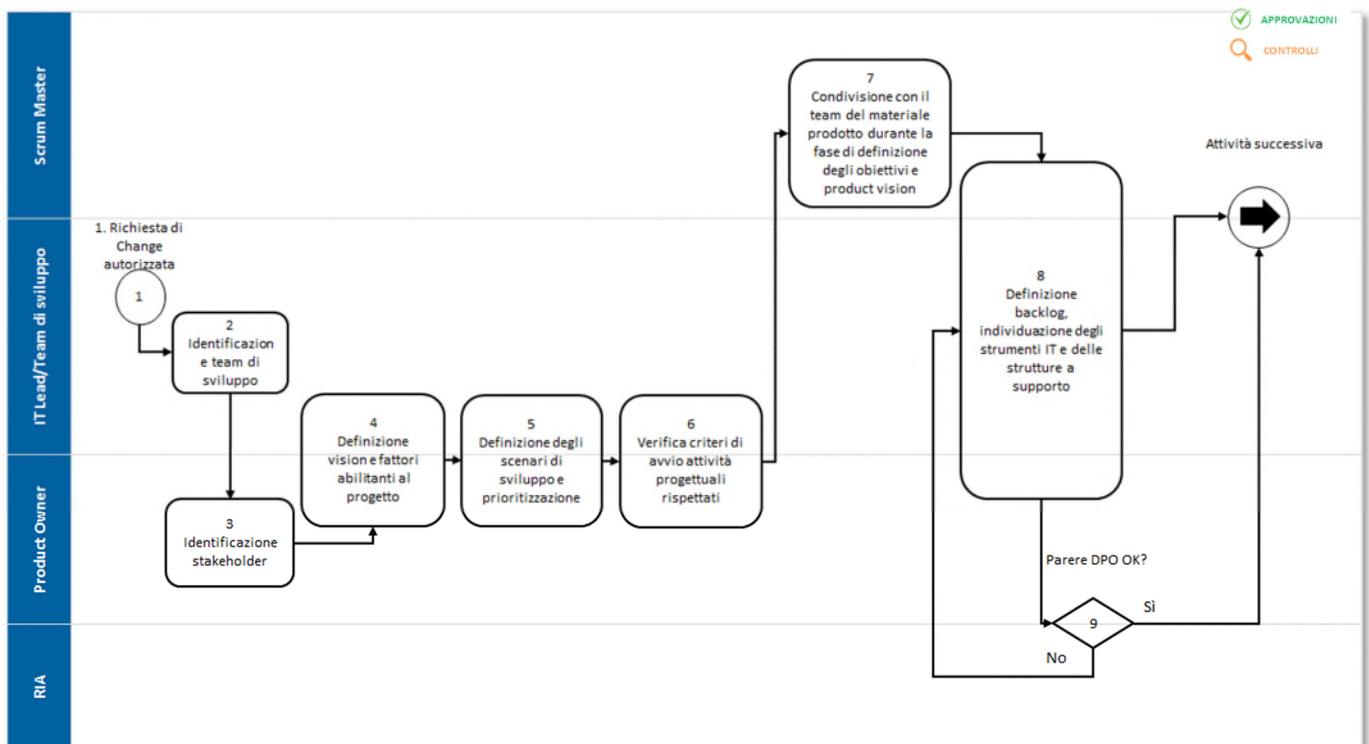 APPROVAZIONI
CONTROLLI
Scrum Master
7
Condivisione con il
team del materiale
prodotto durante la
fase di definizione
degli obiettivi e
product vision
Attività successiva
IT Lead/Team di sviluppo
1. Richiesta di
Change
autorizzata
1
2
Identificazion
e team di
sviluppo
8
Definizione
backlog,
individuazione degli
strumenti IT e delle
strutture a
supporto
4
Definizione
vision e fattori
abilitanti al
progetto
5
Definizione degli
scenari di
sviluppo e
prioritizzazione
6
Verifica criteri di
avvio attività
progettuali
rispettati
Product Owner
3
Identificazione
stakeholder
Parere DPO OK?
9
Sì
No
RIA